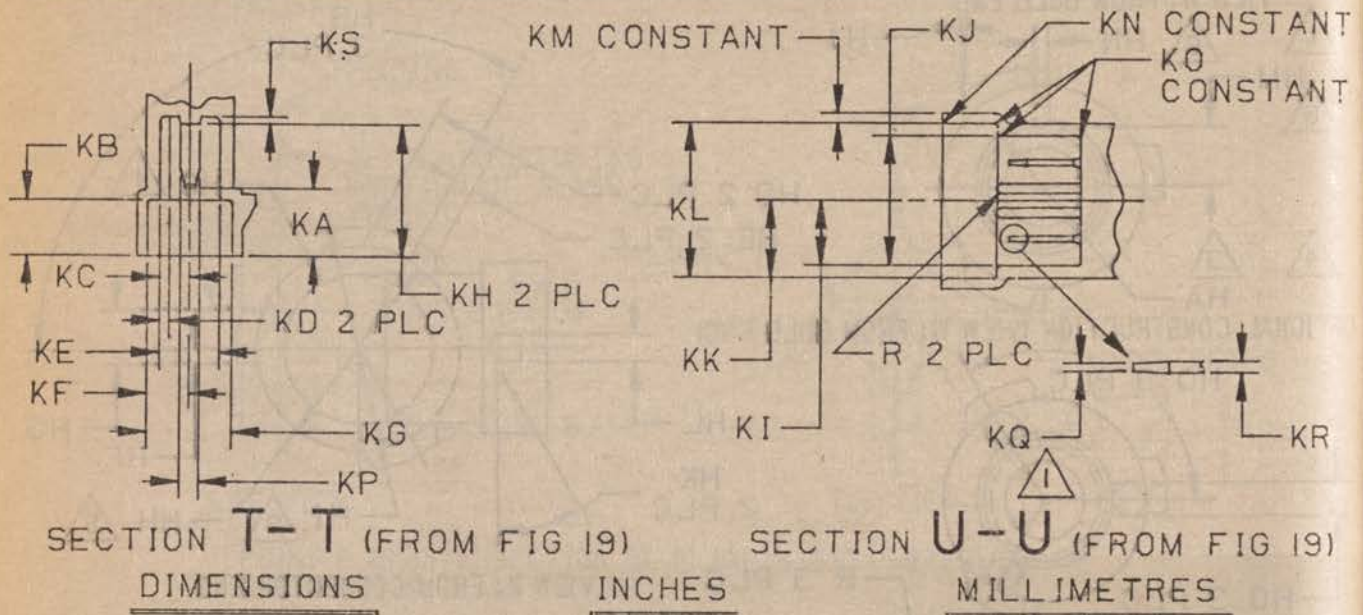 KS
KB
KA
KC
KH 2 PLC
KD 2 PLC
KE
KF
KG
KP
SECTION T-T (FROM FIG 19)
KM CONSTANT
KJ
KN CONSTANT
KO
CONSTANT
KL
KK
R 2 PLC
KI
KQ
KR
1
SECTION U-U (FROM FIG 19)
DIMENSIONS
INCHES
MILLIMETRES